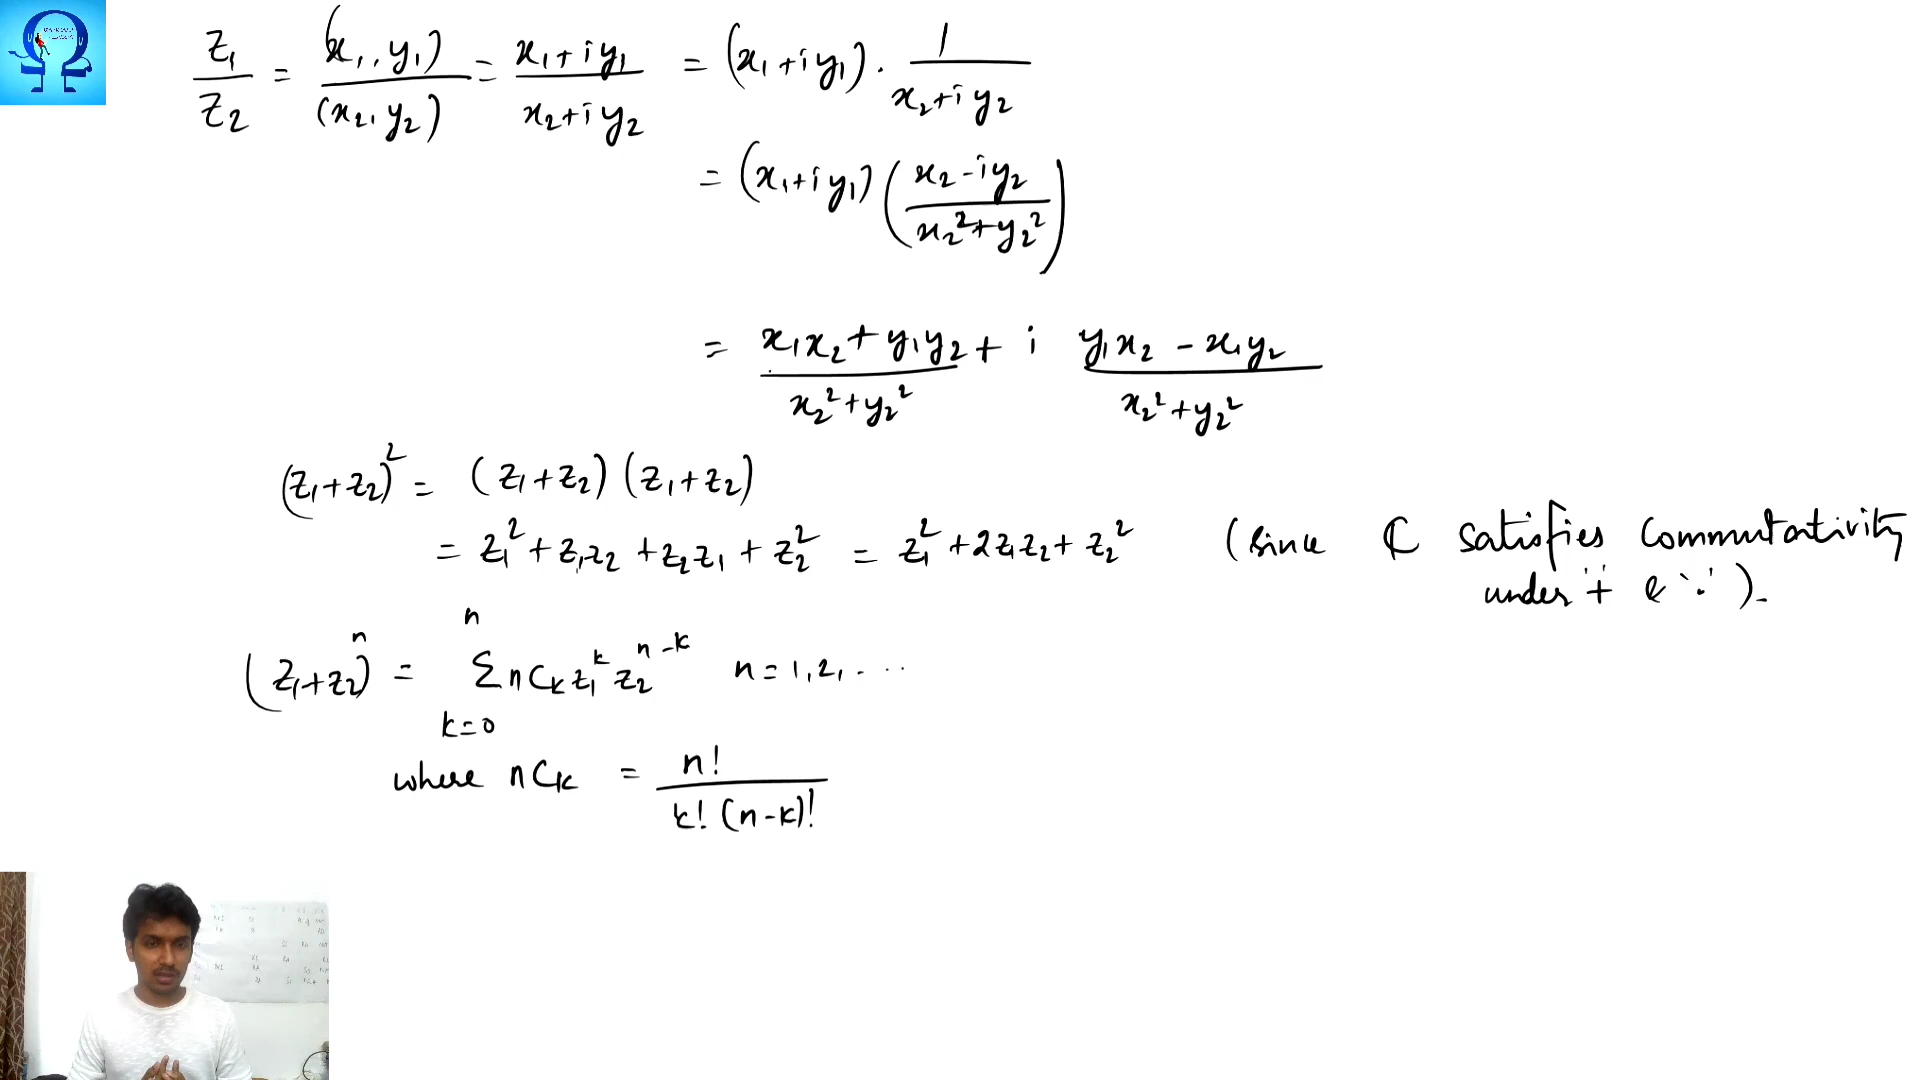 z₁/z₂ = (x₁, y₁)/(x₂, y₂) = (x₁+iy₁)/(x₂+iy₂) = (x₁+iy₁) · 1/(x₂+iy₂)
= (x₁+iy₁) ((x₂-iy₂)/(x₂²+y₂²))
= (x₁x₂+y₁y₂)/(x₂²+y₂²) + i (y₁x₂ - x₁y₂)/(x₂²+y₂²)
(z₁+z₂)² = (z₁+z₂)(z₁+z₂)
= z₁² + z₁z₂ + z₂z₁ + z₂² = z₁² + 2z₁z₂ + z₂² (since ℂ satisfies commutativity
under '+' & '·').
(z₁+z₂)ⁿ = Σ_{k=0}^{n} nCk z₁^k z₂^{n-k} n = 1, 2, ....
where nCk = n!/(k!(n-k)!)